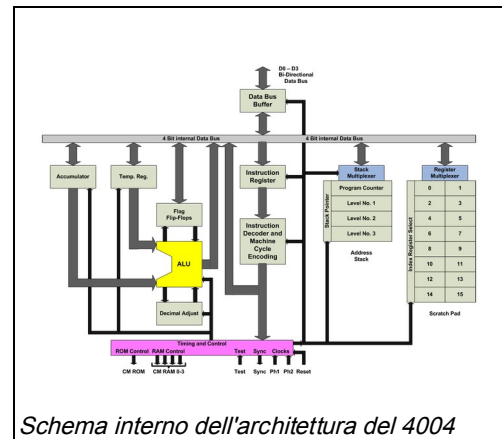 D0 – D3
Bi-Directional
Data Bus
Data Bus
Buffer
4 Bit internal Data Bus
4 Bit internal Data Bus
Accumulator
Temp. Reg.
Flag
Flip-Flops
ALU
Decimal Adjust
Instruction
Register
Instruction
Decoder and
Machine
Cycle
Encoding
Stack
Multiplexer
Stack Pointer
Program Counter
Level No. 1
Level No. 2
Level No. 3
Address
Stack
Register
Multiplexer
Index Register Select
0 1
2 3
4 5
6 7
8 9
10 11
12 13
14 15
Scratch Pad
Timing and Control
ROM Control RAM Control Test Sync Clocks
CM ROM CM RAM 0-3 Test Sync Ph1 Ph2 Reset
Schema interno dell'architettura del 4004